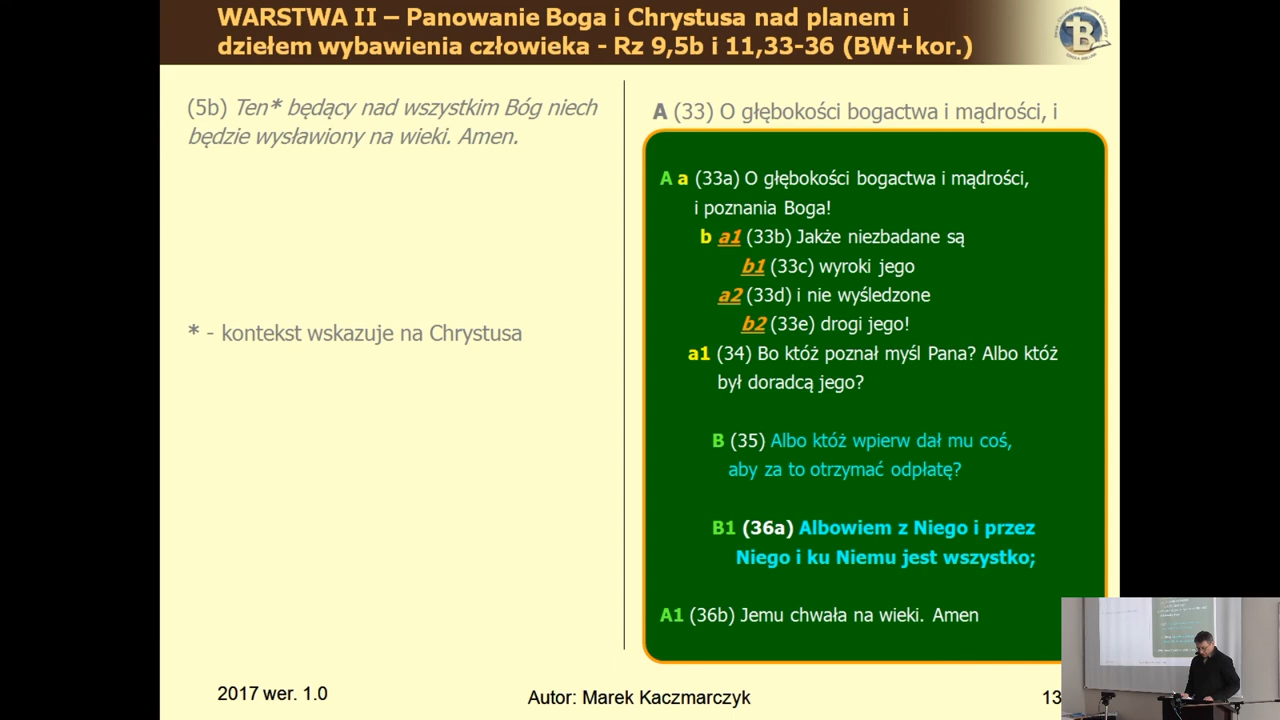 WARSTWA II – Panowanie Boga i Chrystusa nad planem i
dziełem wybawienia człowieka - Rz 9,5b i 11,33-36 (BW+kor.)
(5b) Ten* będący nad wszystkim Bóg niech
będzie wysławiony na wieki. Amen.
* - kontekst wskazuje na Chrystusa
A (33) O głębokości bogactwa i mądrości, i
A a (33a) O głębokości bogactwa i mądrości,
i poznania Boga!
b a1 (33b) Jakże niezbadane są
b1 (33c) wyroki jego
a2 (33d) i nie wyśledzone
b2 (33e) drogi jego!
a1 (34) Bo któż poznał myśl Pana? Albo któż
był doradcą jego?
B (35) Albo któż wpierw dał mu coś,
aby za to otrzymać odpłatę?
B1 (36a) Albowiem z Niego i przez
Niego i ku Niemu jest wszystko;
A1 (36b) Jemu chwała na wieki. Amen
2017 wer. 1.0
Autor: Marek Kaczmarczyk
13